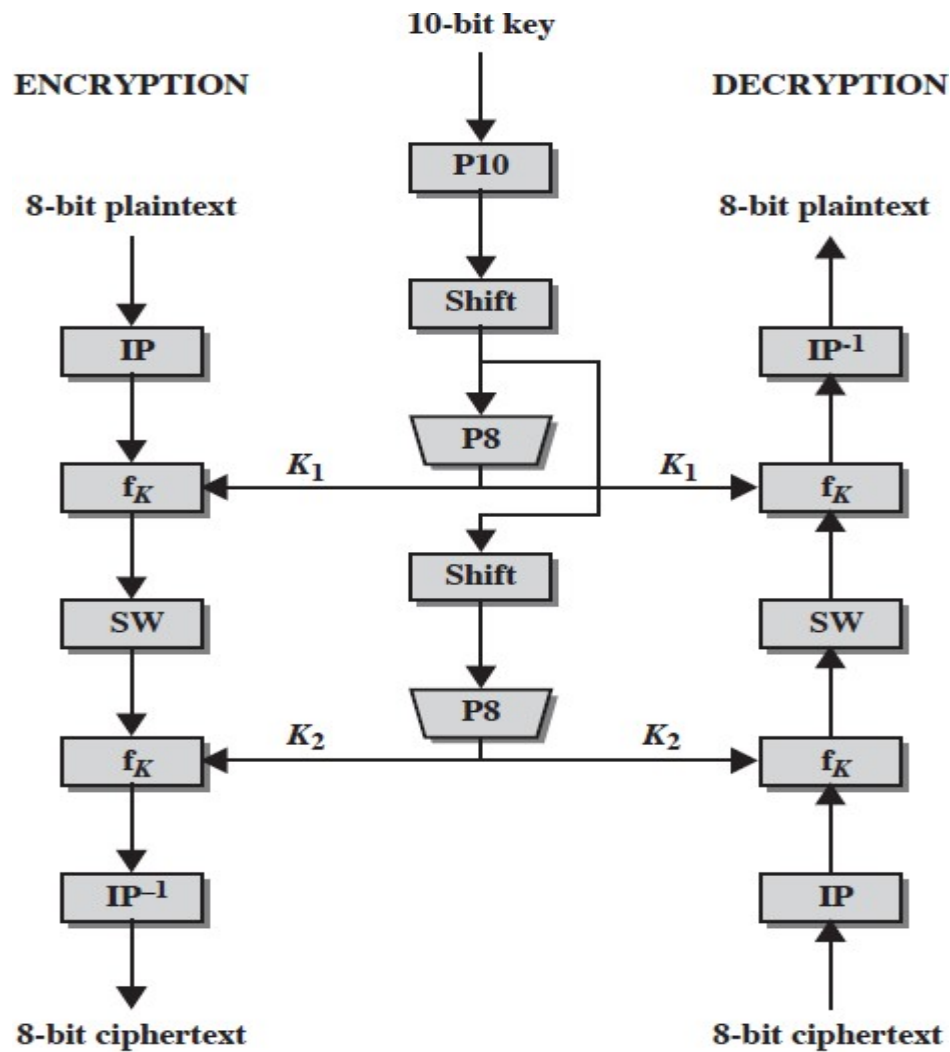 10-bit key
ENCRYPTION
DECRYPTION
P10
8-bit plaintext
8-bit plaintext
Shift
IP
IP-1
P8
fK
K1
K1
fK
Shift
SW
SW
P8
fK
K2
K2
fK
IP–1
IP
8-bit ciphertext
8-bit ciphertext